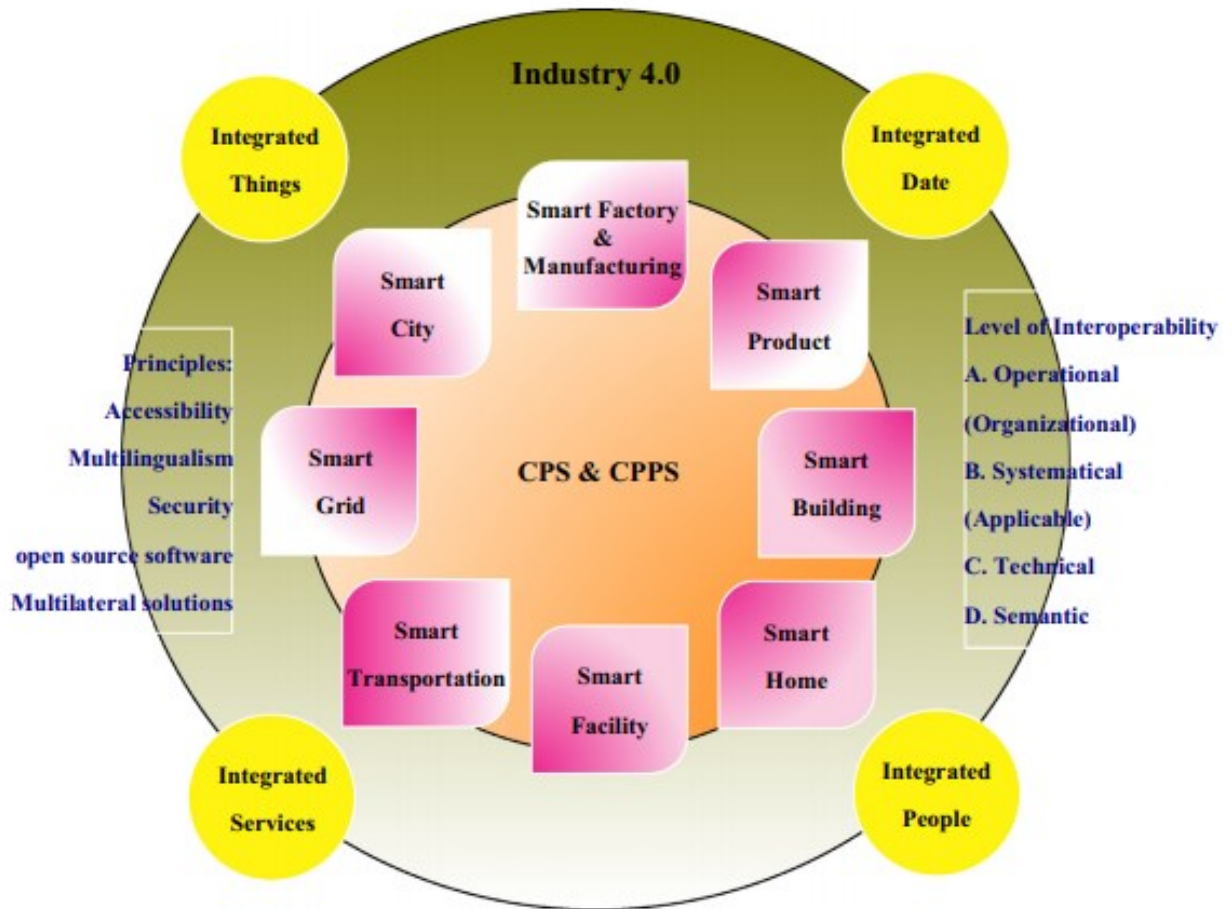 Industry 4.0
Integrated
Things
Integrated
Date
Smart Factory
&
Manufacturing
Smart
City
Smart
Product
Principles:
Accessibility
Multilingualism
Security
open source software
Multilateral solutions
Smart
Grid
CPS & CPPS
Smart
Building
Level of Interoperability
A. Operational
(Organizational)
B. Systematical
(Applicable)
C. Technical
D. Semantic
Smart
Transportation
Smart
Facility
Smart
Home
Integrated
Services
Integrated
People